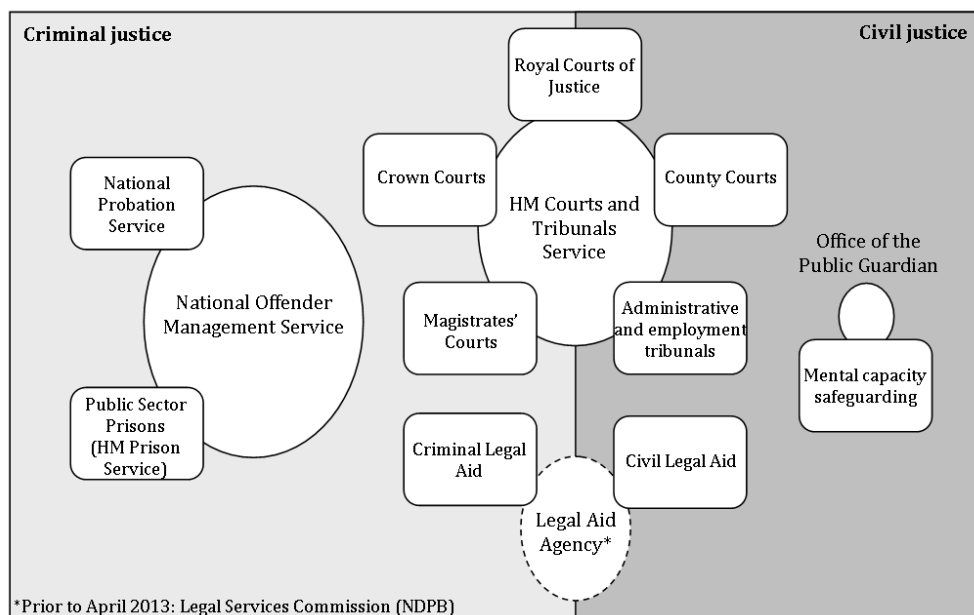 Criminal justice
Civil justice
Royal Courts of
Justice
Crown Courts
County Courts
HM Courts and
Tribunals
Service
National
Probation
Service
Office of the
Public Guardian
National Offender
Management Service
Magistrates’
Courts
Administrative
and employment
tribunals
Mental capacity
safeguarding
Public Sector
Prisons
(HM Prison
Service)
Criminal Legal
Aid
Civil Legal Aid
Legal Aid
Agency*
*Prior to April 2013: Legal Services Commission (NDPB)